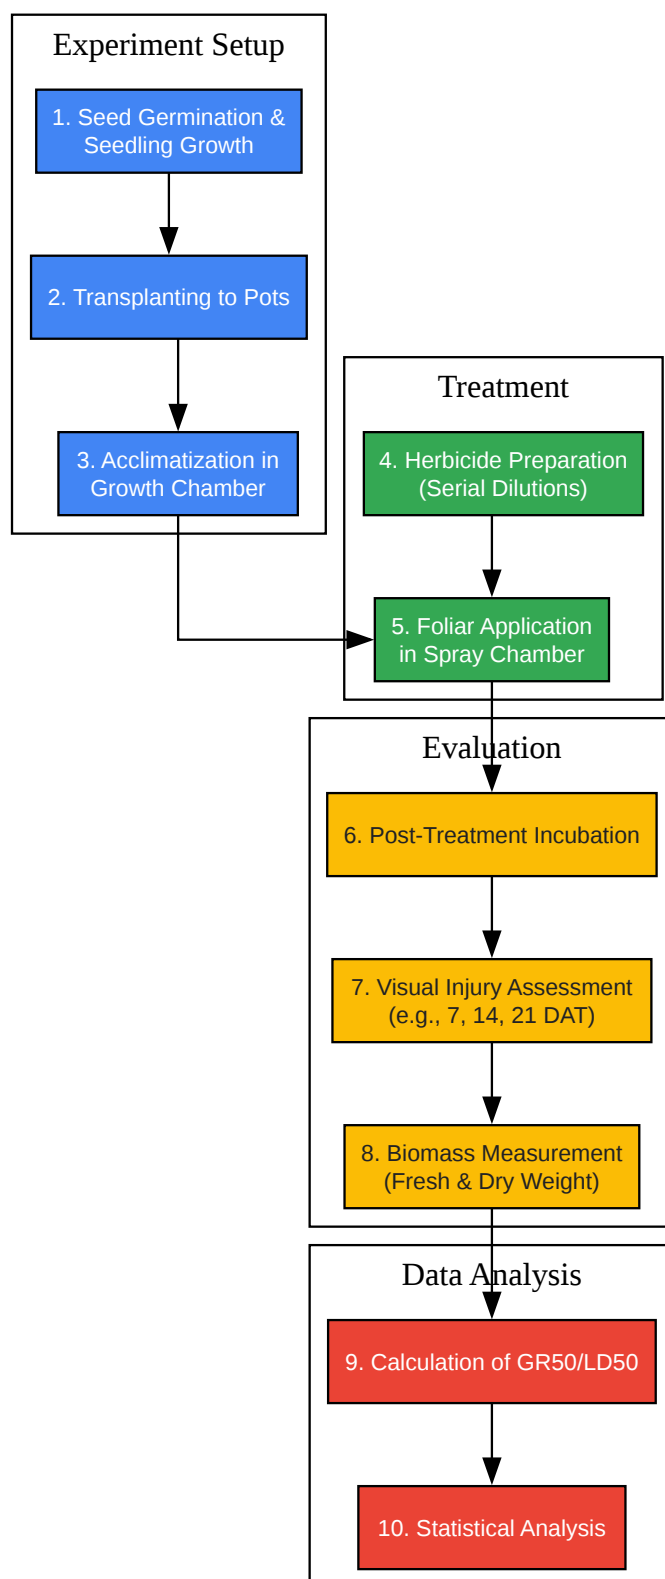 Experiment Setup
1. Seed Germination &
Seedling Growth
2. Transplanting to Pots
3. Acclimatization in
Growth Chamber
Treatment
4. Herbicide Preparation
(Serial Dilutions)
5. Foliar Application
in Spray Chamber
Evaluation
6. Post-Treatment Incubation
7. Visual Injury Assessment
(e.g., 7, 14, 21 DAT)
8. Biomass Measurement
(Fresh & Dry Weight)
Data Analysis
9. Calculation of GR50/LD50
10. Statistical Analysis